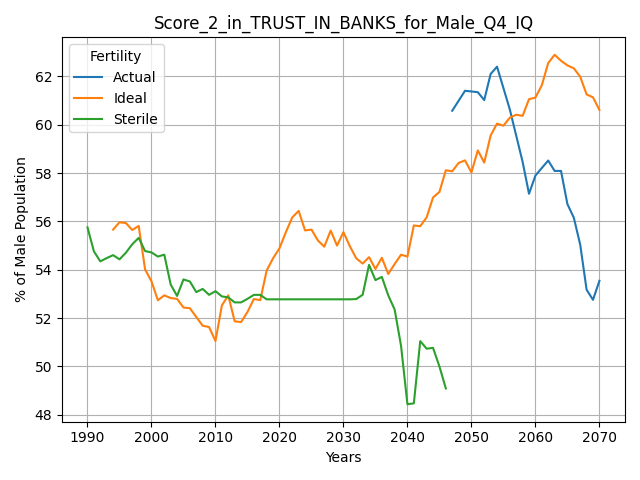 Score_2_in_TRUST_IN_BANKS_for_Male_Q4_IQ
Fertility
Actual
Ideal
Sterile
% of Male Population
62
60
58
56
54
52
50
48
1990 2000 2010 2020 2030 2040 2050 2060 2070
Years